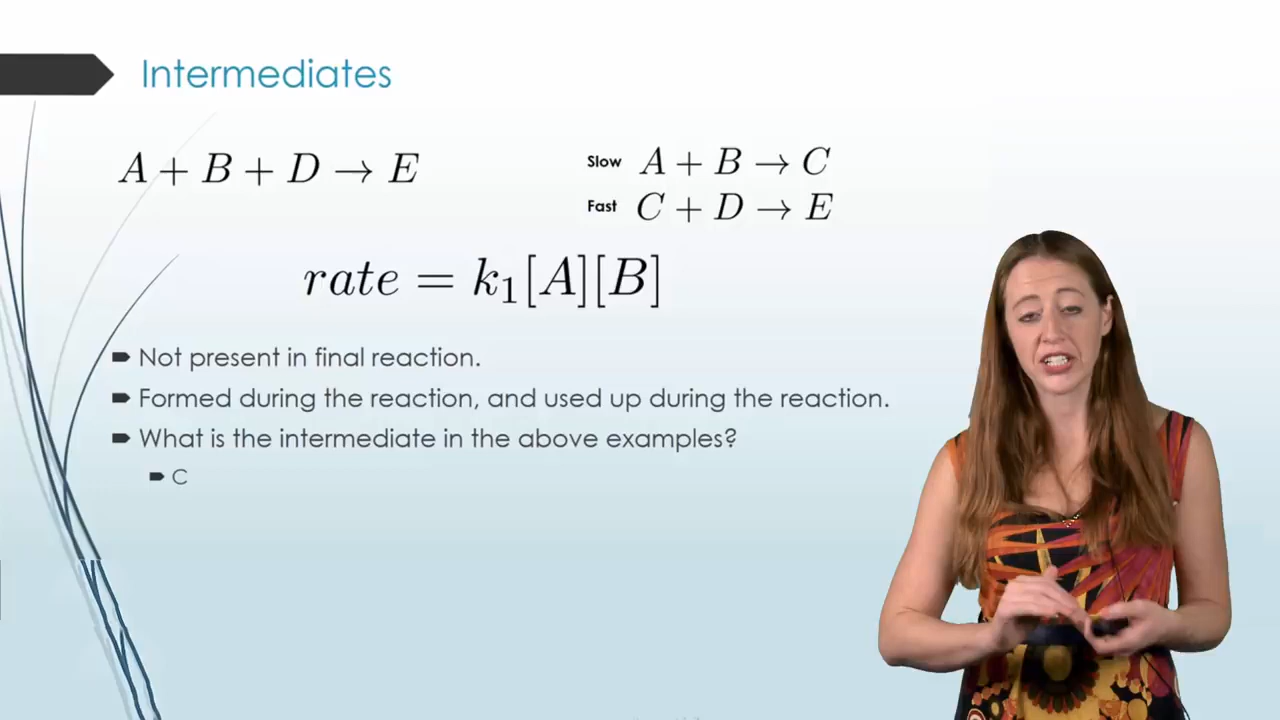 Intermediates
A + B + D → E
Slow A + B → C
Fast C + D → E
rate = k₁[A][B]
Not present in final reaction.
Formed during the reaction, and used up during the reaction.
What is the intermediate in the above examples?
C